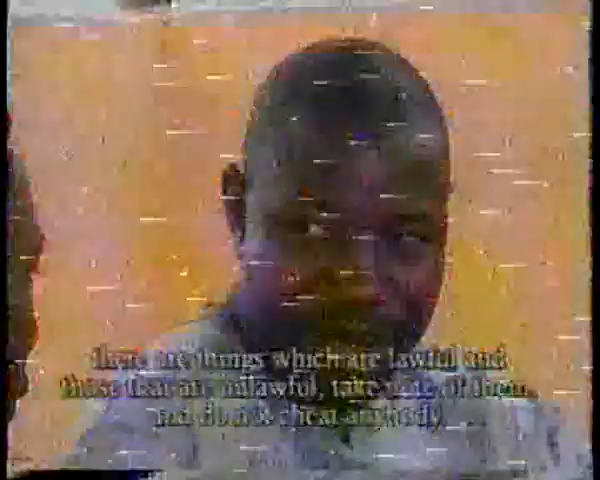 there are things which are lawful and
those that are unlawful, take note of them
and do not cheat anybody